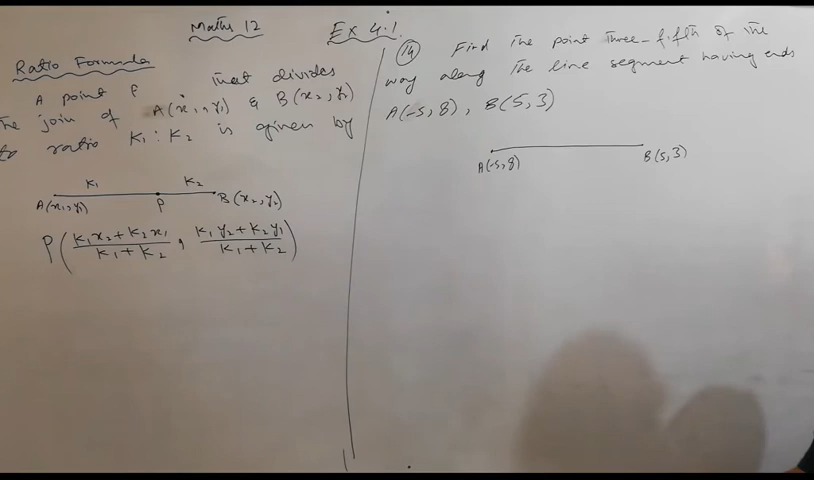 Maths 12
Ex 4.1
Ratio Formula
A point P that divides
The join of A(x₁, y₁) & B(x₂, y₂)
to ratio K₁ : K₂ is given by
K₁ K₂
A(x₁, y₁) P B(x₂, y₂)
P( K₁x₂+K₂x₁ / K₁+K₂ , K₁y₂+K₂y₁ / K₁+K₂ )
(14) Find the point three-fifth of the
way along the line segment having ends
A(-5, 8), B(5, 3)
A(-5, 8) B(5, 3)